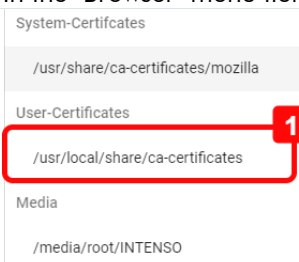 System-Certifcates
/usr/share/ca-certificates/mozilla
User-Certificates
1
/usr/local/share/ca-certificates
Media
/media/root/INTENSO